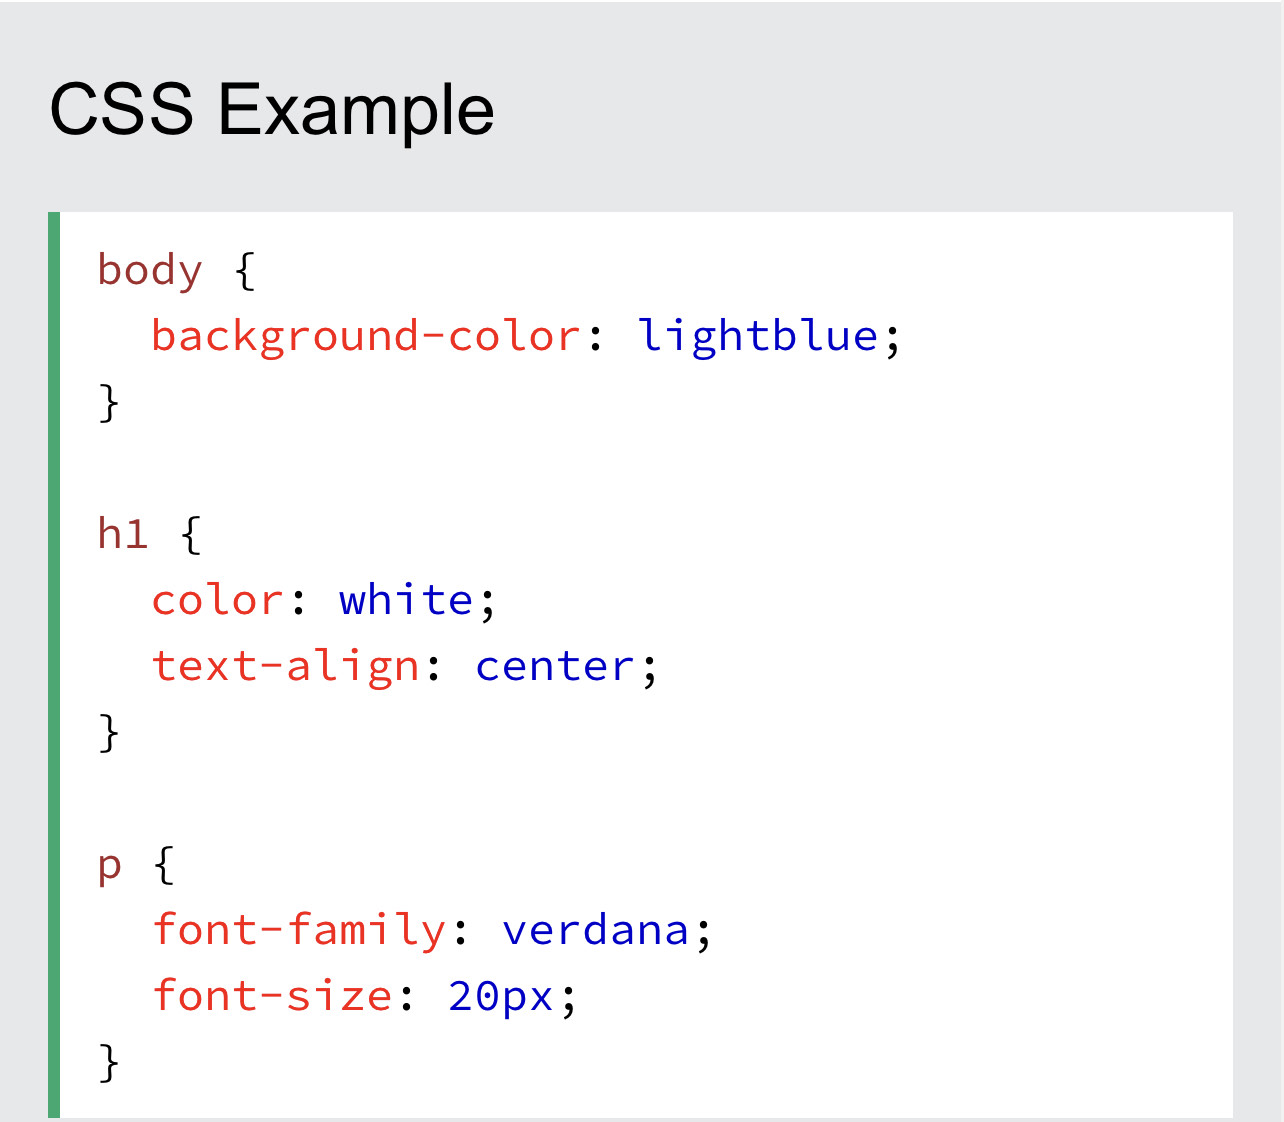 CSS Example
body {
  background-color: lightblue;
}

h1 {
  color: white;
  text-align: center;
}

p {
  font-family: verdana;
  font-size: 20px;
}